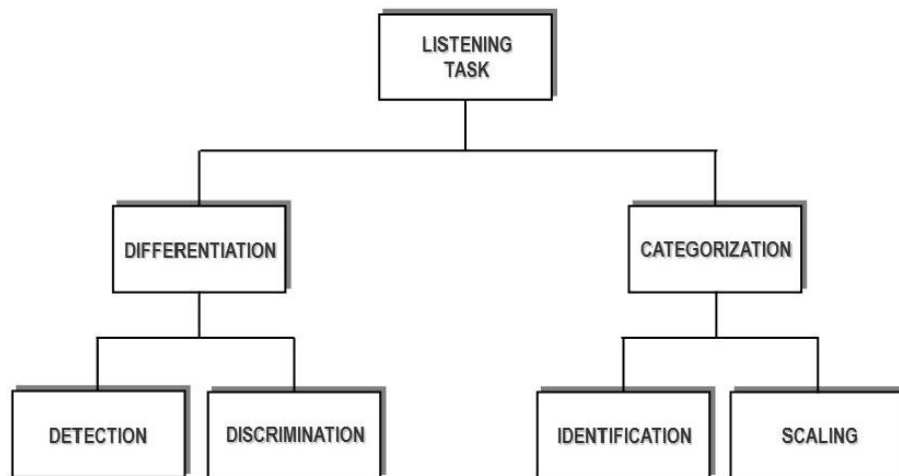 LISTENING
TASK
DIFFERENTIATION
CATEGORIZATION
DETECTION
DISCRIMINATION
IDENTIFICATION
SCALING